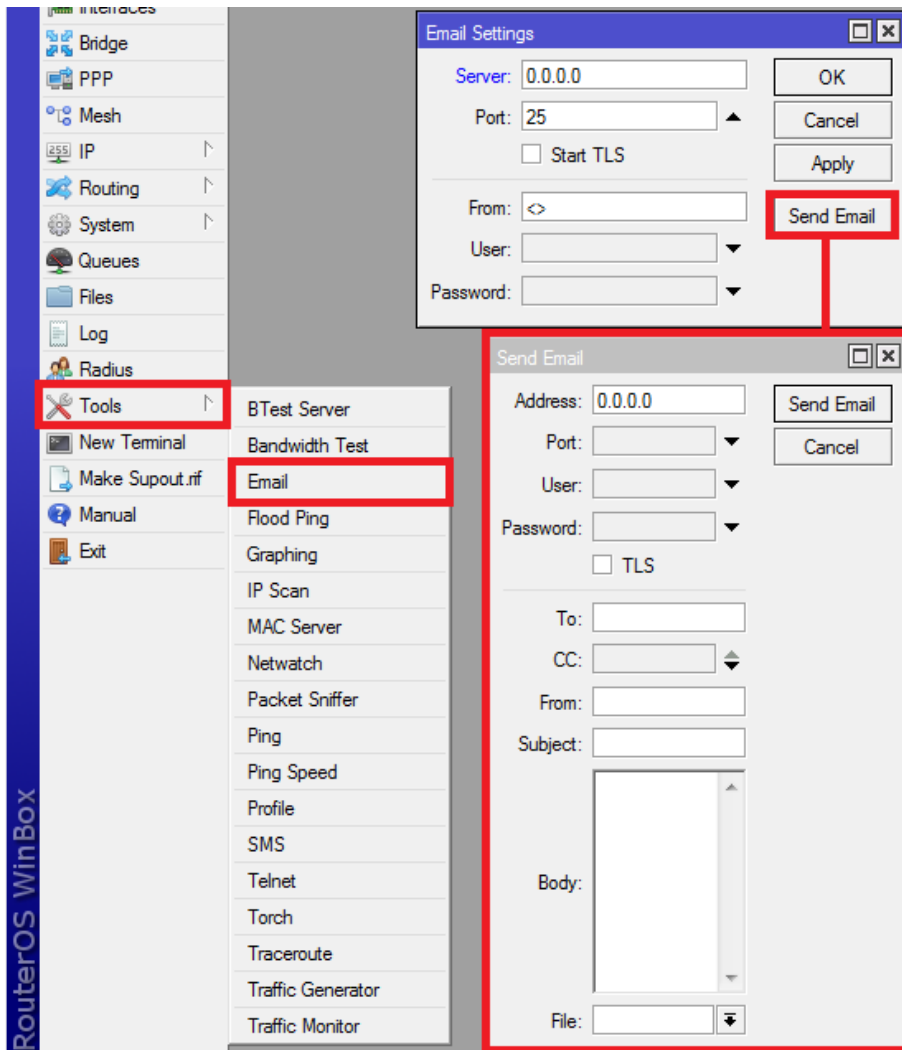 Interfaces
Bridge
PPP
Mesh
255 IP
Routing
System
Queues
Files
Log
Radius
Tools
New Terminal
Make Supout.rif
Manual
Exit
RouterOS WinBox
BTest Server
Bandwidth Test
Email
Flood Ping
Graphing
IP Scan
MAC Server
Netwatch
Packet Sniffer
Ping
Ping Speed
Profile
SMS
Telnet
Torch
Traceroute
Traffic Generator
Traffic Monitor
Email Settings
Server: 0.0.0.0
Port: 25
Start TLS
From: <>
User:
Password:
OK
Cancel
Apply
Send Email
Send Email
Address: 0.0.0.0
Port:
User:
Password:
TLS
To:
CC:
From:
Subject:
Body:
File:
Send Email
Cancel